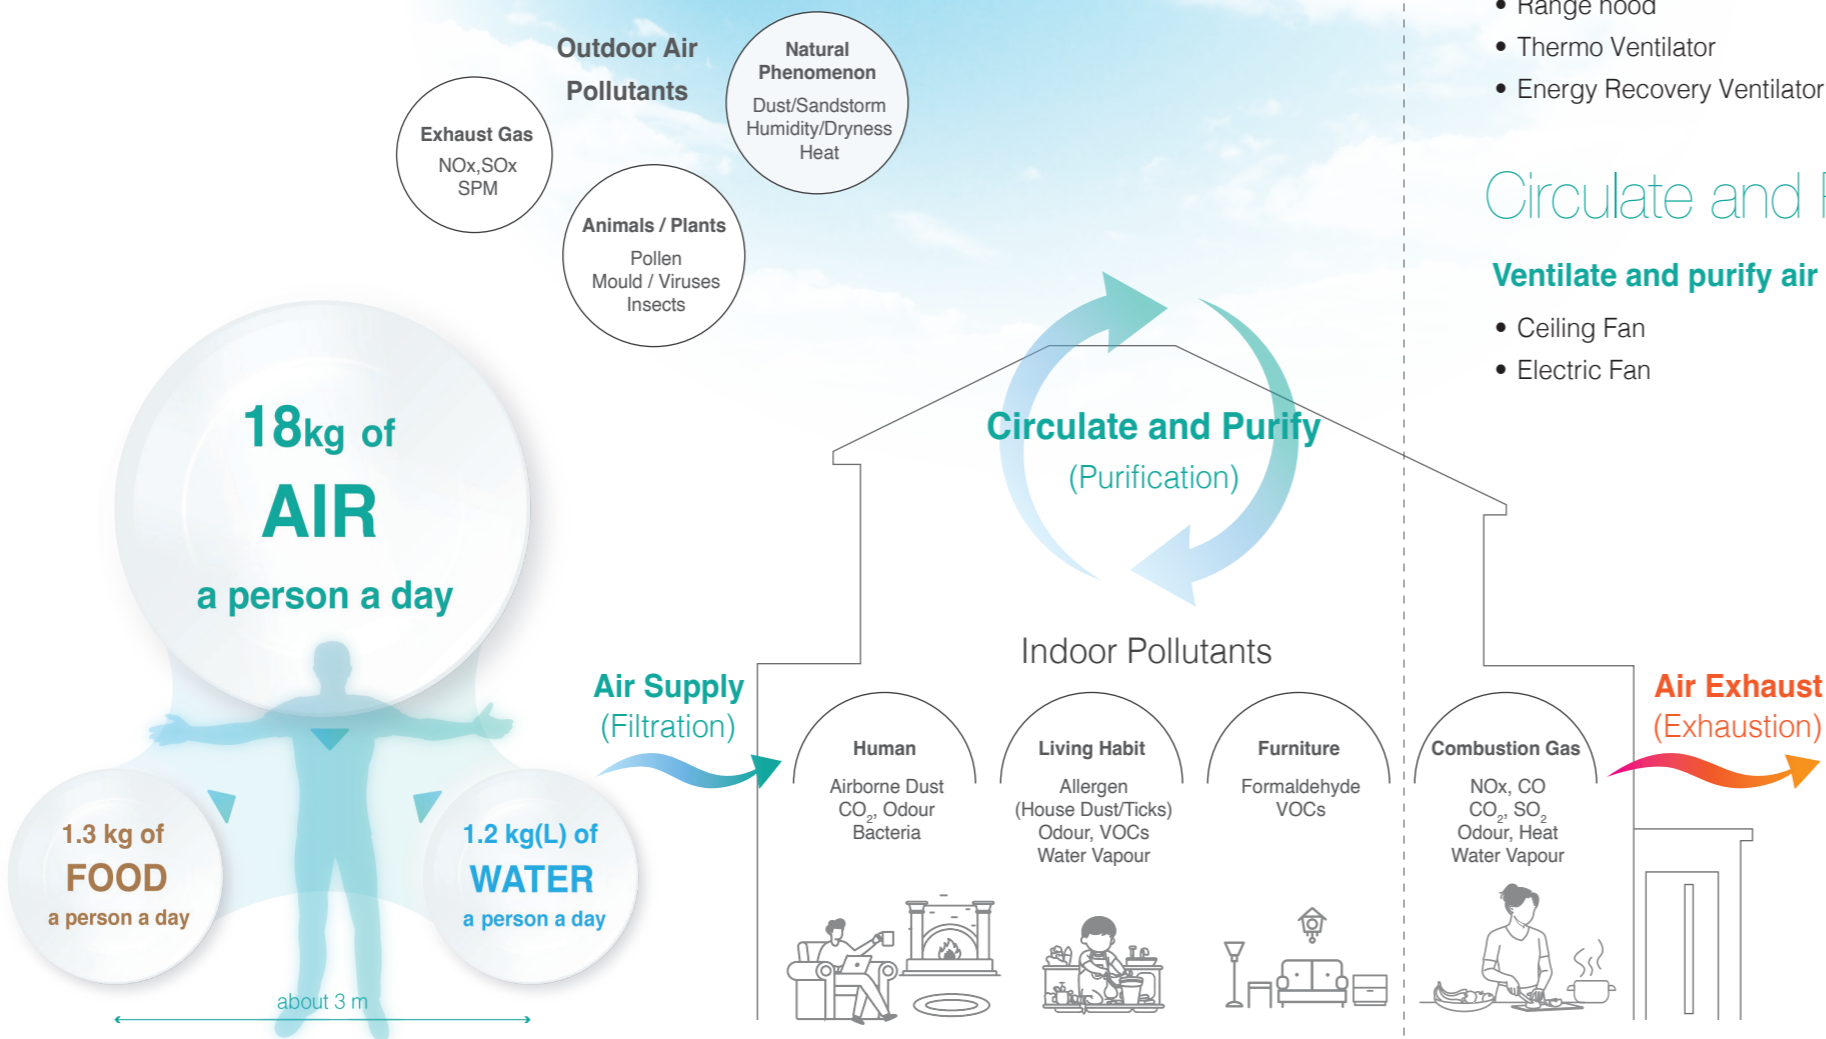 Outdoor Air
Pollutants
Natural
Phenomenon
Dust/Sandstorm
Humidity/Dryness
Heat
Exhaust Gas
NOx,SOx
SPM
Animals / Plants
Pollen
Mould / Viruses
Insects
18kg of
AIR
a person a day
1.3 kg of
FOOD
a person a day
1.2 kg(L) of
WATER
a person a day
about 3 m
Air Supply
(Filtration)
Circulate and Purify
(Purification)
Indoor Pollutants
Human
Airborne Dust
CO₂, Odour
Bacteria
Living Habit
Allergen
(House Dust/Ticks)
Odour, VOCs
Water Vapour
Furniture
Formaldehyde
VOCs
Combustion Gas
NOx, CO
CO₂, SO₂
Odour, Heat
Water Vapour
Air Exhaust
(Exhaustion)
• Range hood
• Thermo Ventilator
• Energy Recovery Ventilator
Circulate and
Ventilate and purify air
• Ceiling Fan
• Electric Fan